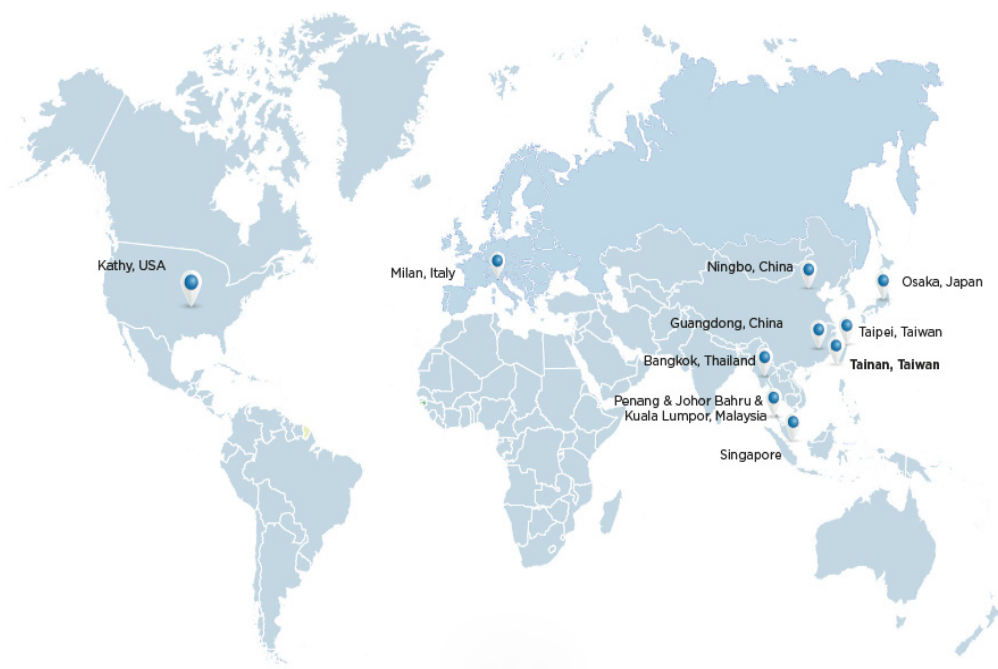 Kathy, USA
Milan, Italy
Ningbo, China
Osaka, Japan
Guangdong, China
Taipei, Taiwan
Bangkok, Thailand
Tainan, Taiwan
Penang & Johor Bahru &
Kuala Lumpor, Malaysia
Singapore